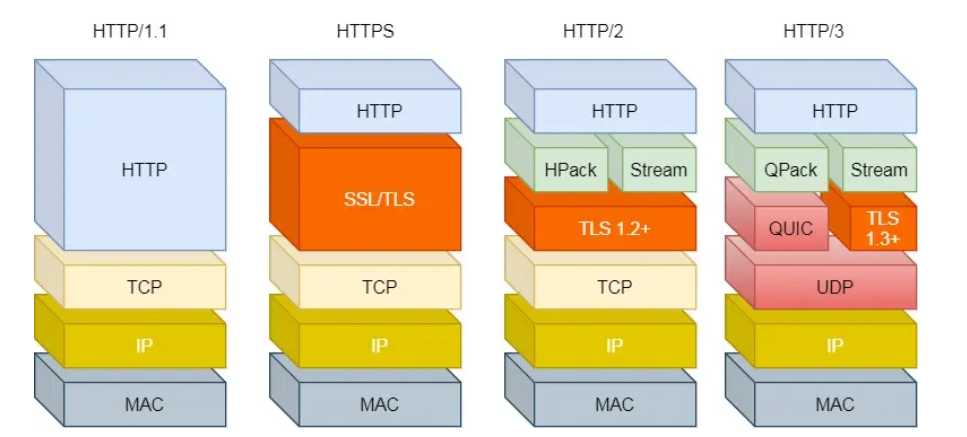 HTTP/1.1
HTTPS
HTTP/2
HTTP/3
HTTP
TCP
IP
MAC
HTTP
SSL/TLS
TCP
IP
MAC
HTTP
HPack
Stream
TLS 1.2+
TCP
IP
MAC
HTTP
QPack
Stream
QUIC
TLS
1.3+
UDP
IP
MAC